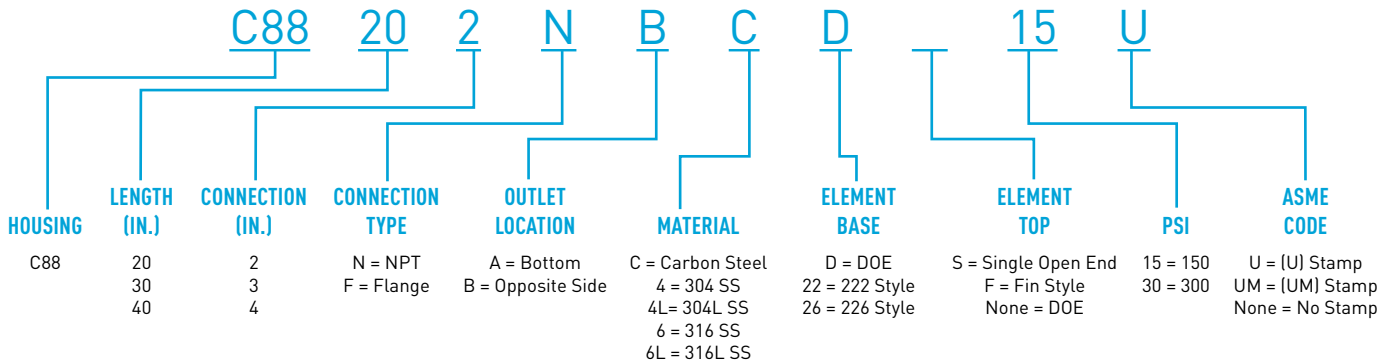 C88 20 2 N B C D 15 U
HOUSING
C88
LENGTH
(IN.)
20
30
40
CONNECTION
(IN.)
2
3
4
CONNECTION
TYPE
N = NPT
F = Flange
OUTLET
LOCATION
A = Bottom
B = Opposite Side
MATERIAL
C = Carbon Steel
4 = 304 SS
4L= 304L SS
6 = 316 SS
6L = 316L SS
ELEMENT
BASE
D = DOE
22 = 222 Style
26 = 226 Style
ELEMENT
TOP
S = Single Open End
F = Fin Style
None = DOE
PSI
15 = 150
30 = 300
ASME
CODE
U = (U) Stamp
UM = (UM) Stamp
None = No Stamp